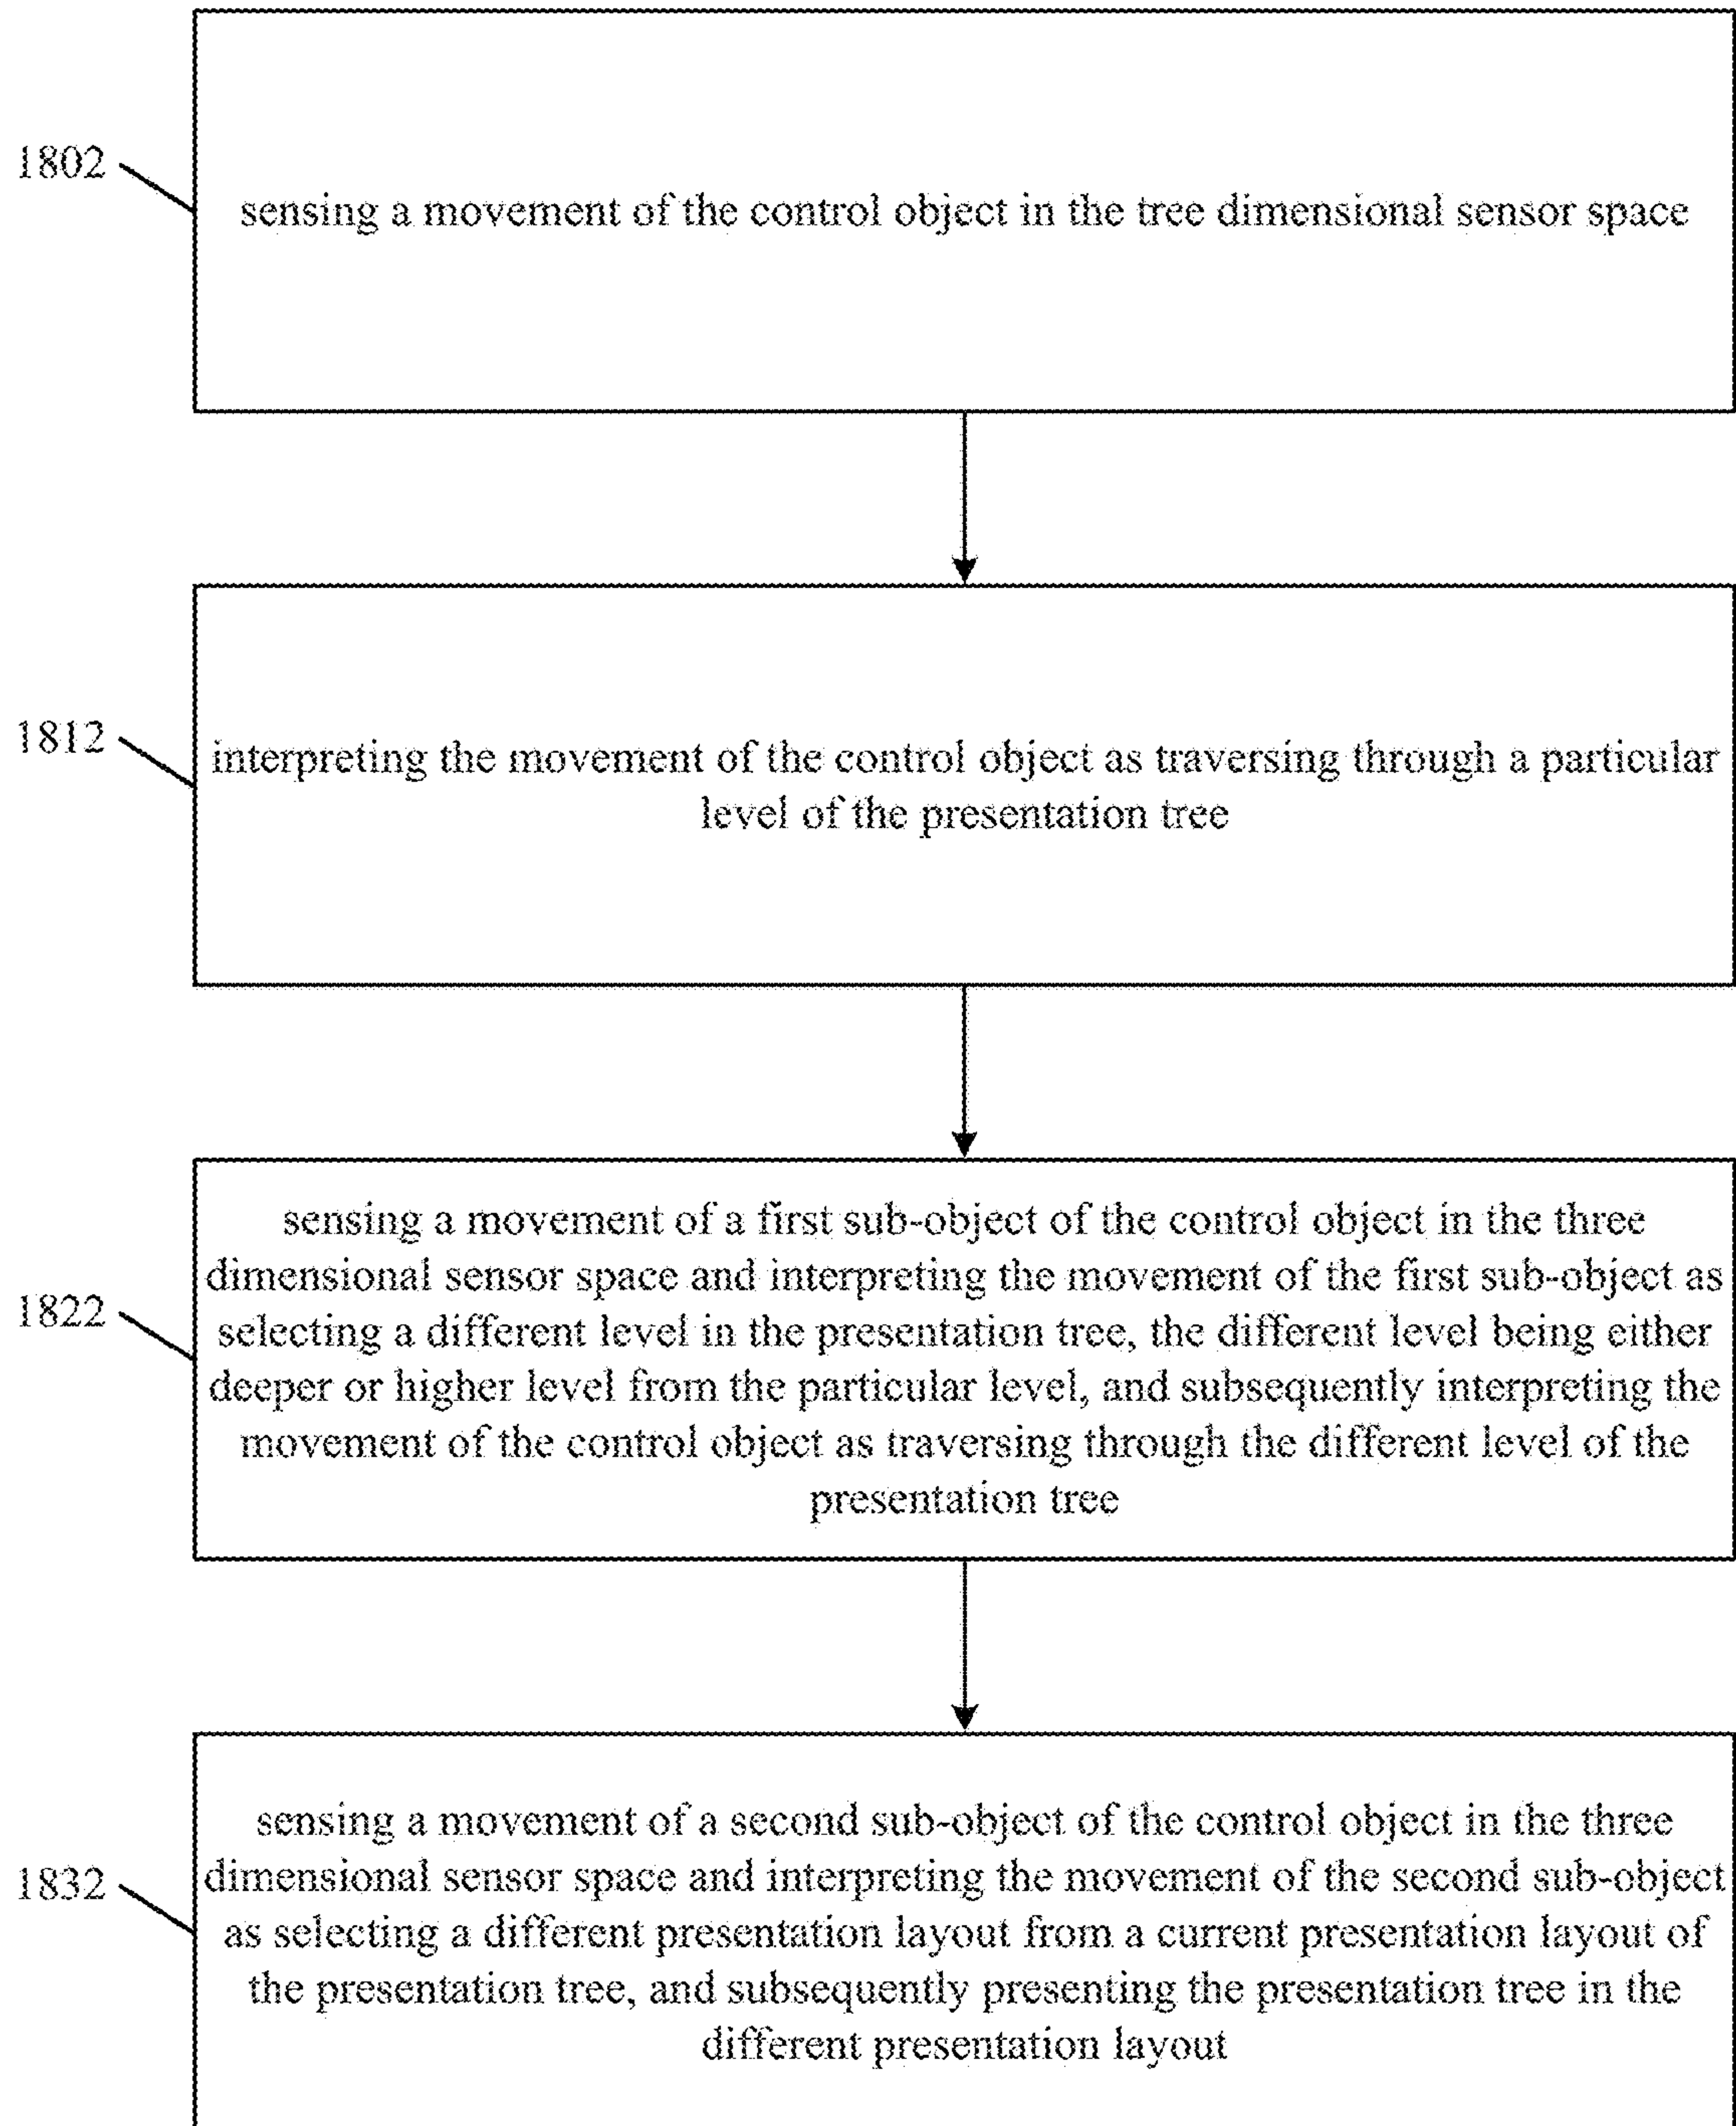 1802
sensing a movement of the control object in the tree dimensional sensor space
1812
interpreting the movement of the control object as traversing through a particular
level of the presentation tree
1822
sensing a movement of a first sub-object of the control object in the three
dimensional sensor space and interpreting the movement of the first sub-object as
selecting a different level in the presentation tree, the different level being either
deeper or higher level from the particular level, and subsequently interpreting the
movement of the control object as traversing through the different level of the
presentation tree
1832
sensing a movement of a second sub-object of the control object in the three
dimensional sensor space and interpreting the movement of the second sub-object
as selecting a different presentation layout from a current presentation layout of
the presentation tree, and subsequently presenting the presentation tree in the
different presentation layout